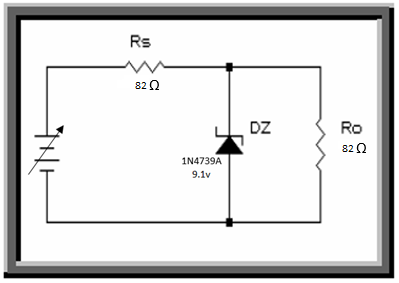 Rs
82 Ω
DZ
1N4739A
9.1v
Ro
82 Ω